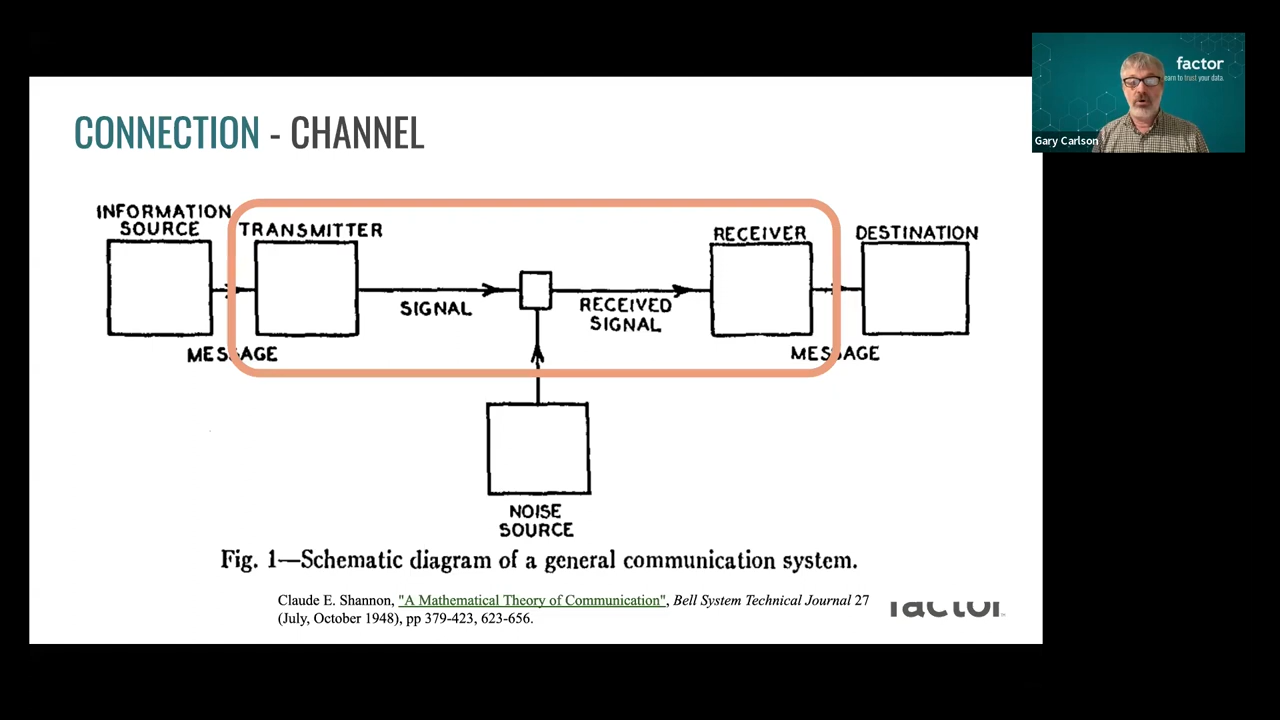 CONNECTION - CHANNEL
factor
earn to trust your data.
Gary Carlson
INFORMATION
SOURCE
TRANSMITTER
RECEIVER
DESTINATION
SIGNAL
RECEIVED
SIGNAL
MESSAGE
MESSAGE
NOISE
SOURCE
Fig. 1—Schematic diagram of a general communication system.
Claude E. Shannon, "A Mathematical Theory of Communication", Bell System Technical Journal 27
(July, October 1948), pp 379-423, 623-656.
factor